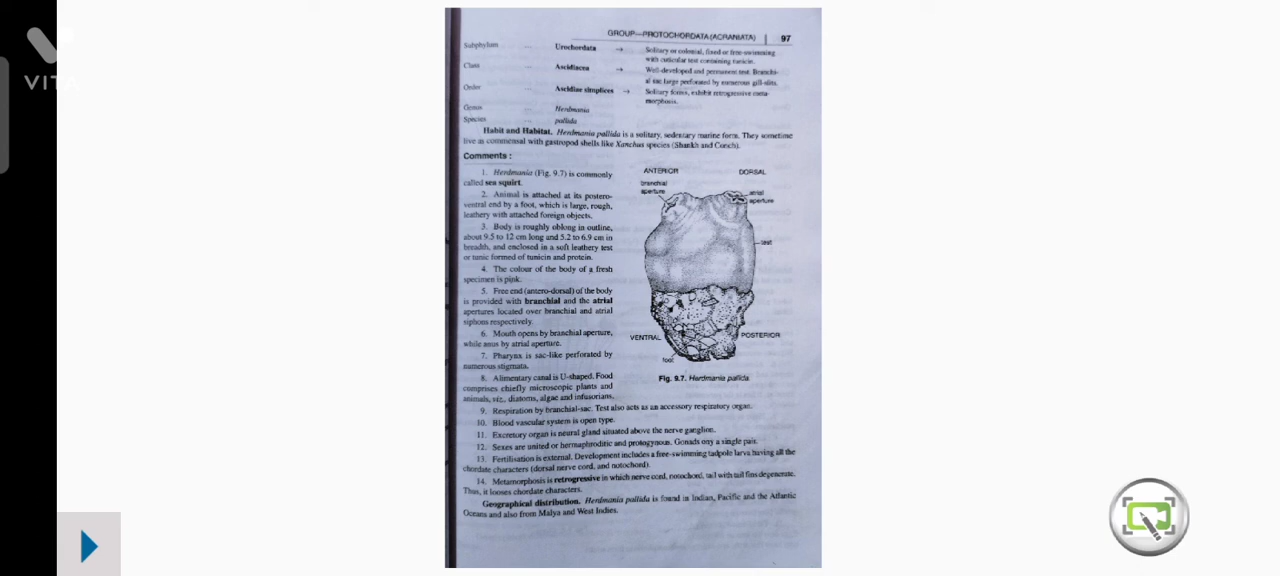 VITA
GROUP—PROTOCHORDATA (ACRANIATA) | 97
Subphylum ... Urochordata → Solitary or colonial, fixed or free-swimming
with cuticular test containing tunicin.
Class ... Ascidiacea → Well-developed and permanent test. Branchi-
al sac large perforated by numerous gill-slits.
Order ... Ascidiae simplices → Solitary forms, exhibit retrogressive meta-
morphosis.
Genus ... Herdmania
Species ... pallida
Habit and Habitat. Herdmania pallida is a solitary, sedentary marine form. They sometime
live as commensal with gastropod shells like Xanchus species (Shankh and Conch).
Comments :
1. Herdmania (Fig. 9.7) is commonly
called sea squirt.
2. Animal is attached at its postero-
ventral end by a foot, which is large, rough,
leathery with attached foreign objects.
3. Body is roughly oblong in outline,
about 9.5 to 12 cm long and 5.2 to 6.9 cm in
breadth, and enclosed in a soft leathery test
or tunic formed of tunicin and protein.
4. The colour of the body of a fresh
specimen is pink.
5. Free end (antero-dorsal) of the body
is provided with branchial and the atrial
apertures located over branchial and atrial
siphons respectively.
6. Mouth opens by branchial aperture,
while anus by atrial aperture.
7. Pharynx is sac-like perforated by
numerous stigmata.
8. Alimentary canal is U-shaped. Food
comprises chiefly microscopic plants and
animals, viz., diatoms, algae and infusorians.
ANTERIOR DORSAL
branchial
aperture
atrial
aperture
test
VENTRAL POSTERIOR
foot
Fig. 9.7. Herdmania pallida
9. Respiration by branchial-sac. Test also acts as an accessory respiratory organ.
10. Blood vascular system is open type.
11. Excretory organ is neural gland situated above the nerve ganglion.
12. Sexes are united or hermaphroditic and protogynous. Gonads ony a single pair.
13. Fertilisation is external. Development includes a free-swimming tadpole larva having all the
chordate characters (dorsal nerve cord, and notochord).
14. Metamorphosis is retrogressive in which nerve cord, notochord, tail with tail fins degenerate.
Thus, it looses chordate characters.
Geographical distribution. Herdmania pallida is found in Indian, Pacific and the Atlantic
Oceans and also from Malya and West Indies.